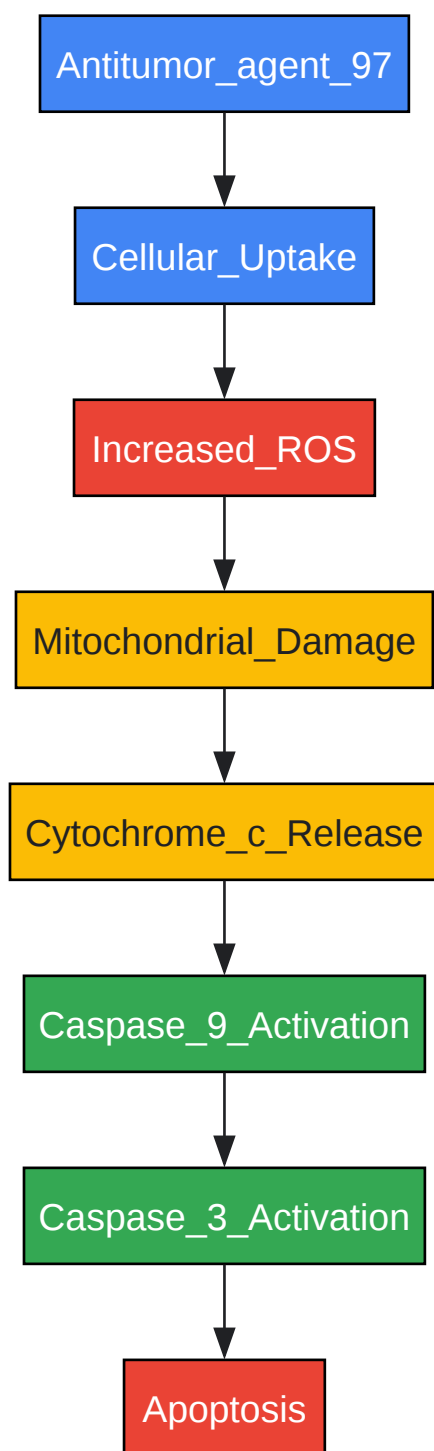 Antitumor_agent_97
Cellular_Uptake
Increased_ROS
Mitochondrial_Damage
Cytochrome_c_Release
Caspase_9_Activation
Caspase_3_Activation
Apoptosis